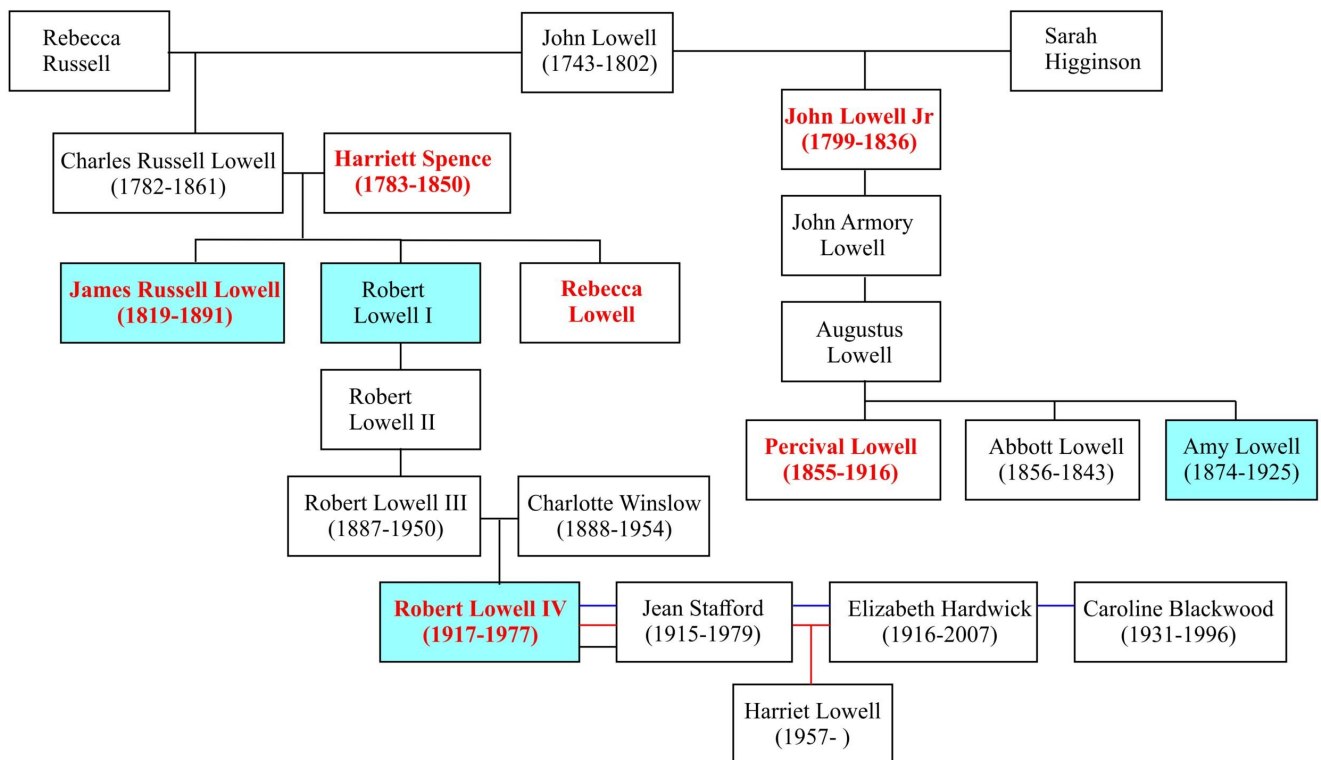 Rebecca
Russell
John Lowell
(1743-1802)
Sarah
Higginson
John Lowell Jr
(1799-1836)
Charles Russell Lowell
(1782-1861)
Harriett Spence
(1783-1850)
John Armory
Lowell
James Russell Lowell
(1819-1891)
Robert
Lowell I
Rebecca
Lowell
Augustus
Lowell
Robert
Lowell II
Percival Lowell
(1855-1916)
Abbott Lowell
(1856-1843)
Amy Lowell
(1874-1925)
Robert Lowell III
(1887-1950)
Charlotte Winslow
(1888-1954)
Robert Lowell IV
(1917-1977)
Jean Stafford
(1915-1979)
Elizabeth Hardwick
(1916-2007)
Caroline Blackwood
(1931-1996)
Harriet Lowell
(1957- )